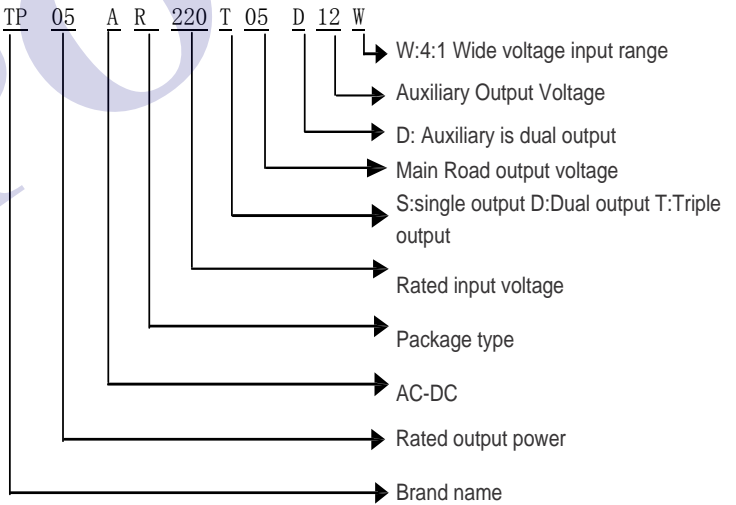 TP 05 A R 220 T 05 D 12 W
W:4:1 Wide voltage input range
Auxiliary Output Voltage
D: Auxiliary is dual output
Main Road output voltage
S:single output D:Dual output T:Triple
output
Rated input voltage
Package type
AC-DC
Rated output power
Brand name